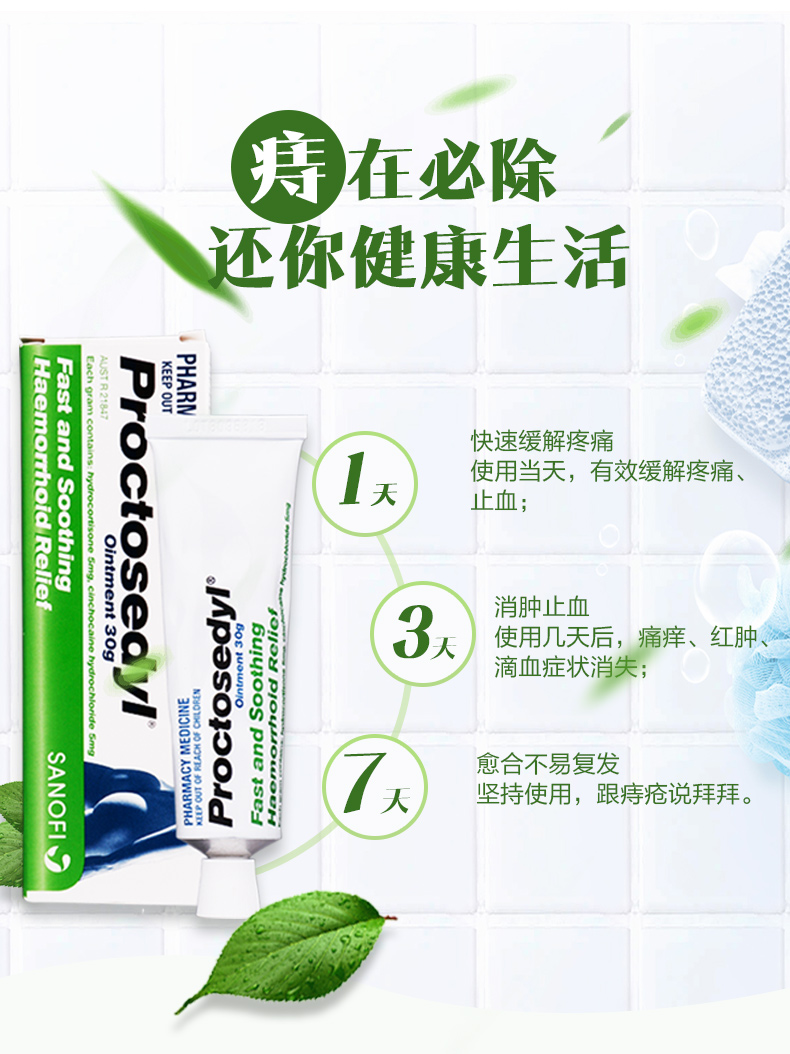 痔在必除
还你健康生活
1天
快速缓解疼痛
使用当天，有效缓解疼痛、
止血；
3天
消肿止血
使用几天后，痛痒、红肿、
滴血症状消失；
7天
愈合不易复发
坚持使用，跟痔疮说拜拜。
PHARM
KEEP OUT
Proctosedyl®
Ointment 30g
AUST R 21847
Each gram contains: hydrocortisone 5mg, cinchocaine hydrochloride 5mg
Fast and Soothing
Haemorrhoid Relief
SANOFI
PHARMACY MEDICINE
KEEP OUT OF REACH OF CHILDREN
Proctosedyl®
Ointment 30g
Fast and Soothing
Haemorrhoid Relief